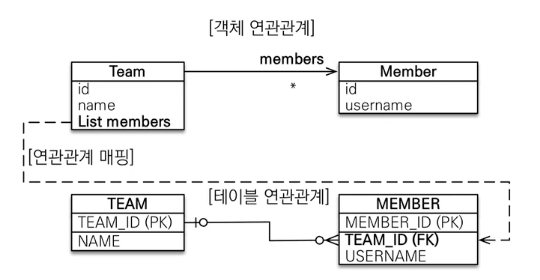 [객체 연관관계]
members
Team
Member
*
id
name
List members
id
username
[연관관계 매핑]
[테이블 연관관계]
TEAM
TEAM_ID (PK)
NAME
MEMBER
MEMBER_ID (PK)
TEAM_ID (FK)
USERNAME